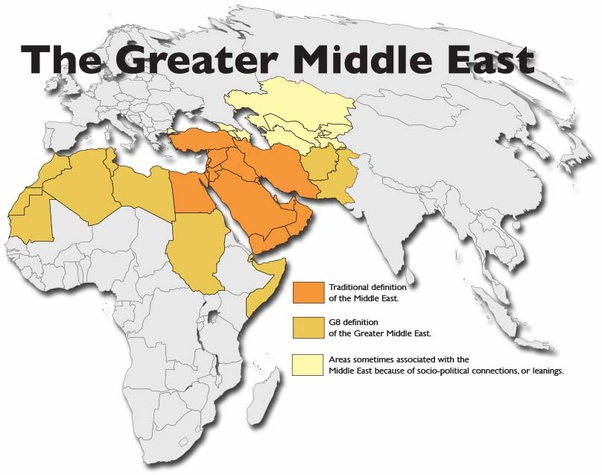 The Greater Middle East
Traditional definition
of the Middle East.
G8 definition
of the Greater Middle East.
Areas sometimes associated with the
Middle East because of socio-political connections, or leanings.